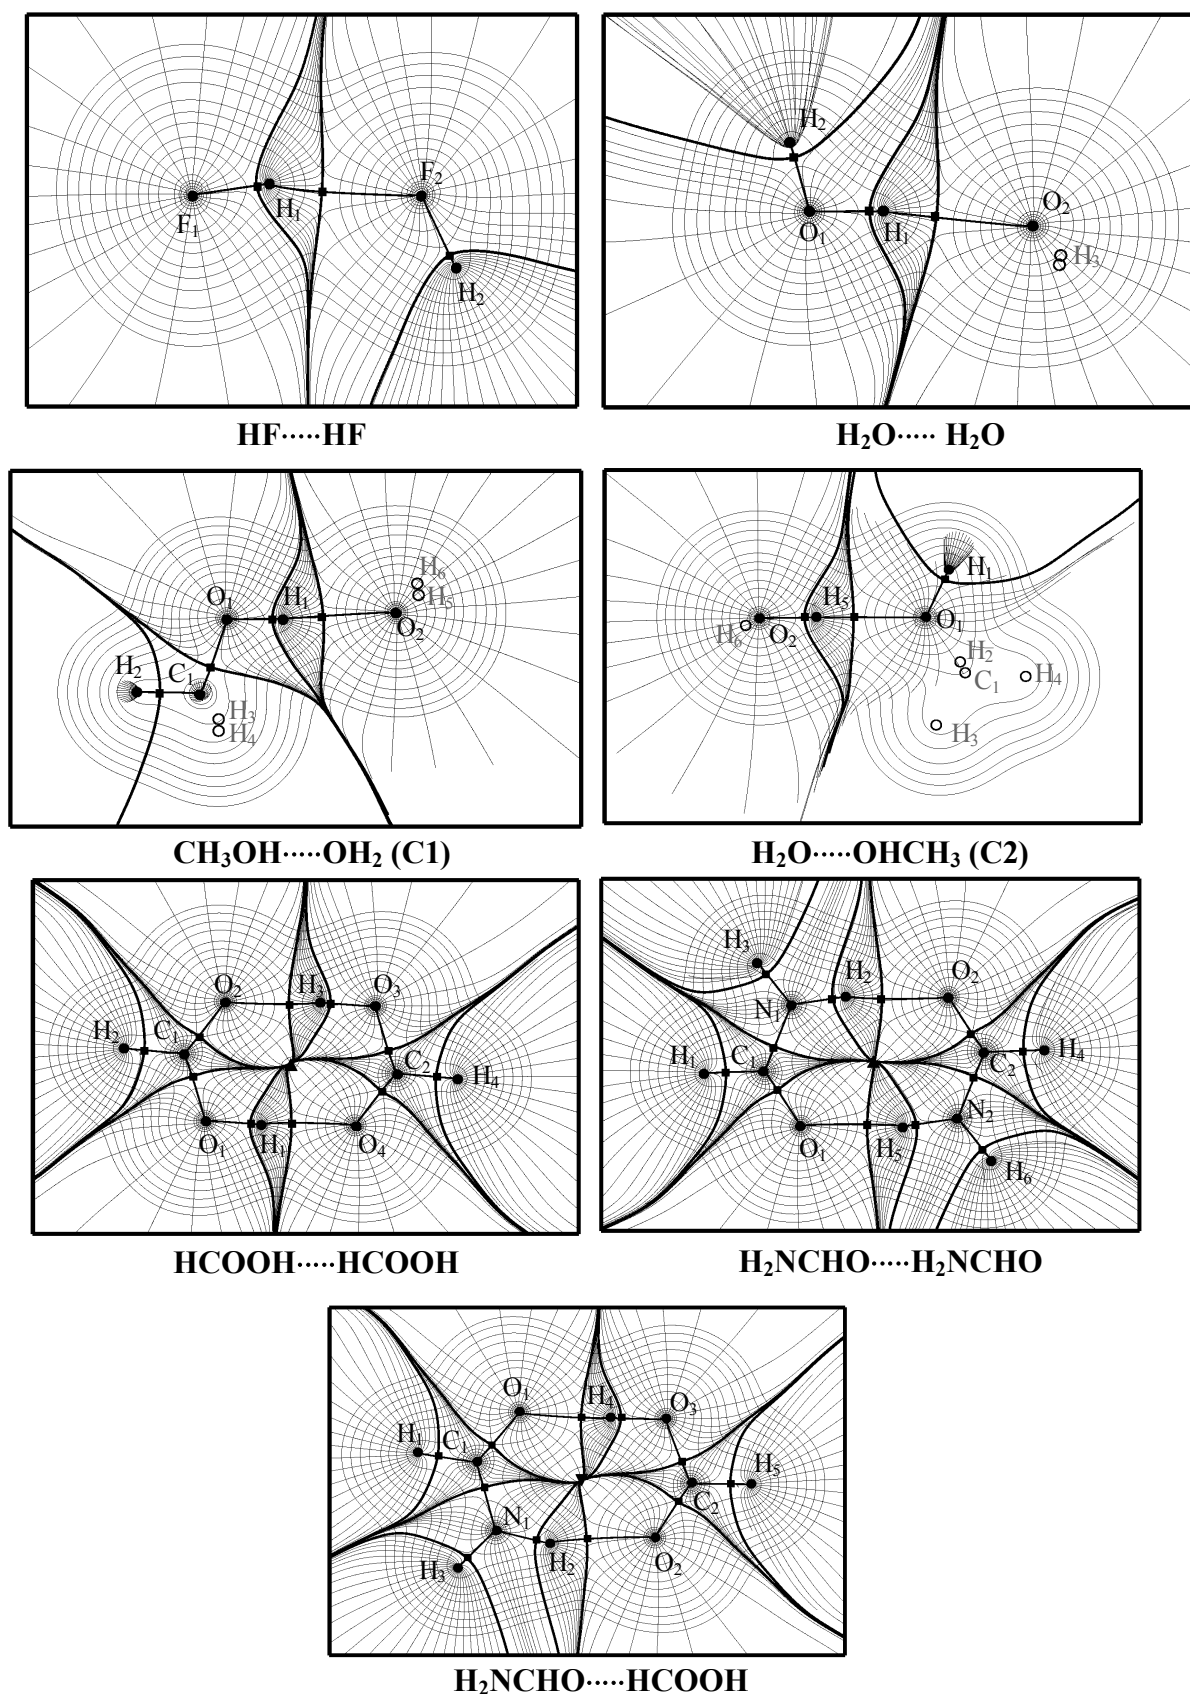 H₂
F₂
O₂
H₁
O₁
H₁
H₃
F₁
H₂
HF·····HF
H₂O····· H₂O
H₆
H₁
O₁
H₁
H₅
H₅
O₂
H₆
O₂
O₁
H₂
C₁
H₂
C₁
H₄
H₃
H₄
H₃
CH₃OH·····OH₂ (C1)
H₂O·····OHCH₃ (C2)
H₃
H₂
O₂
O₂
H₃
O₃
N₁
H₂
C₁
C₂
H₄
H₁
C₁
C₂
H₄
N₂
O₁
H₁
O₄
O₁
H₅
H₆
HCOOH·····HCOOH
H₂NCHO·····H₂NCHO
O₁
H₄
O₃
H₁
C₁
H₅
C₂
N₁
H₃
H₂
O₂
H₂NCHO·····HCOOH